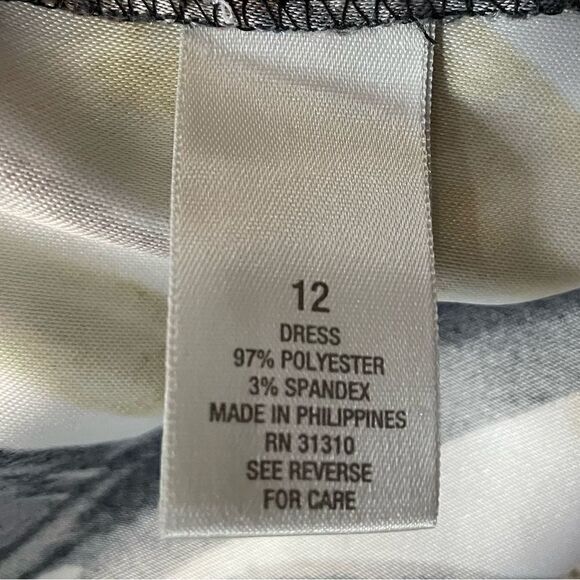 12
DRESS
97% POLYESTER
3% SPANDEX
MADE IN PHILIPPINES
RN 31310
SEE REVERSE
FOR CARE